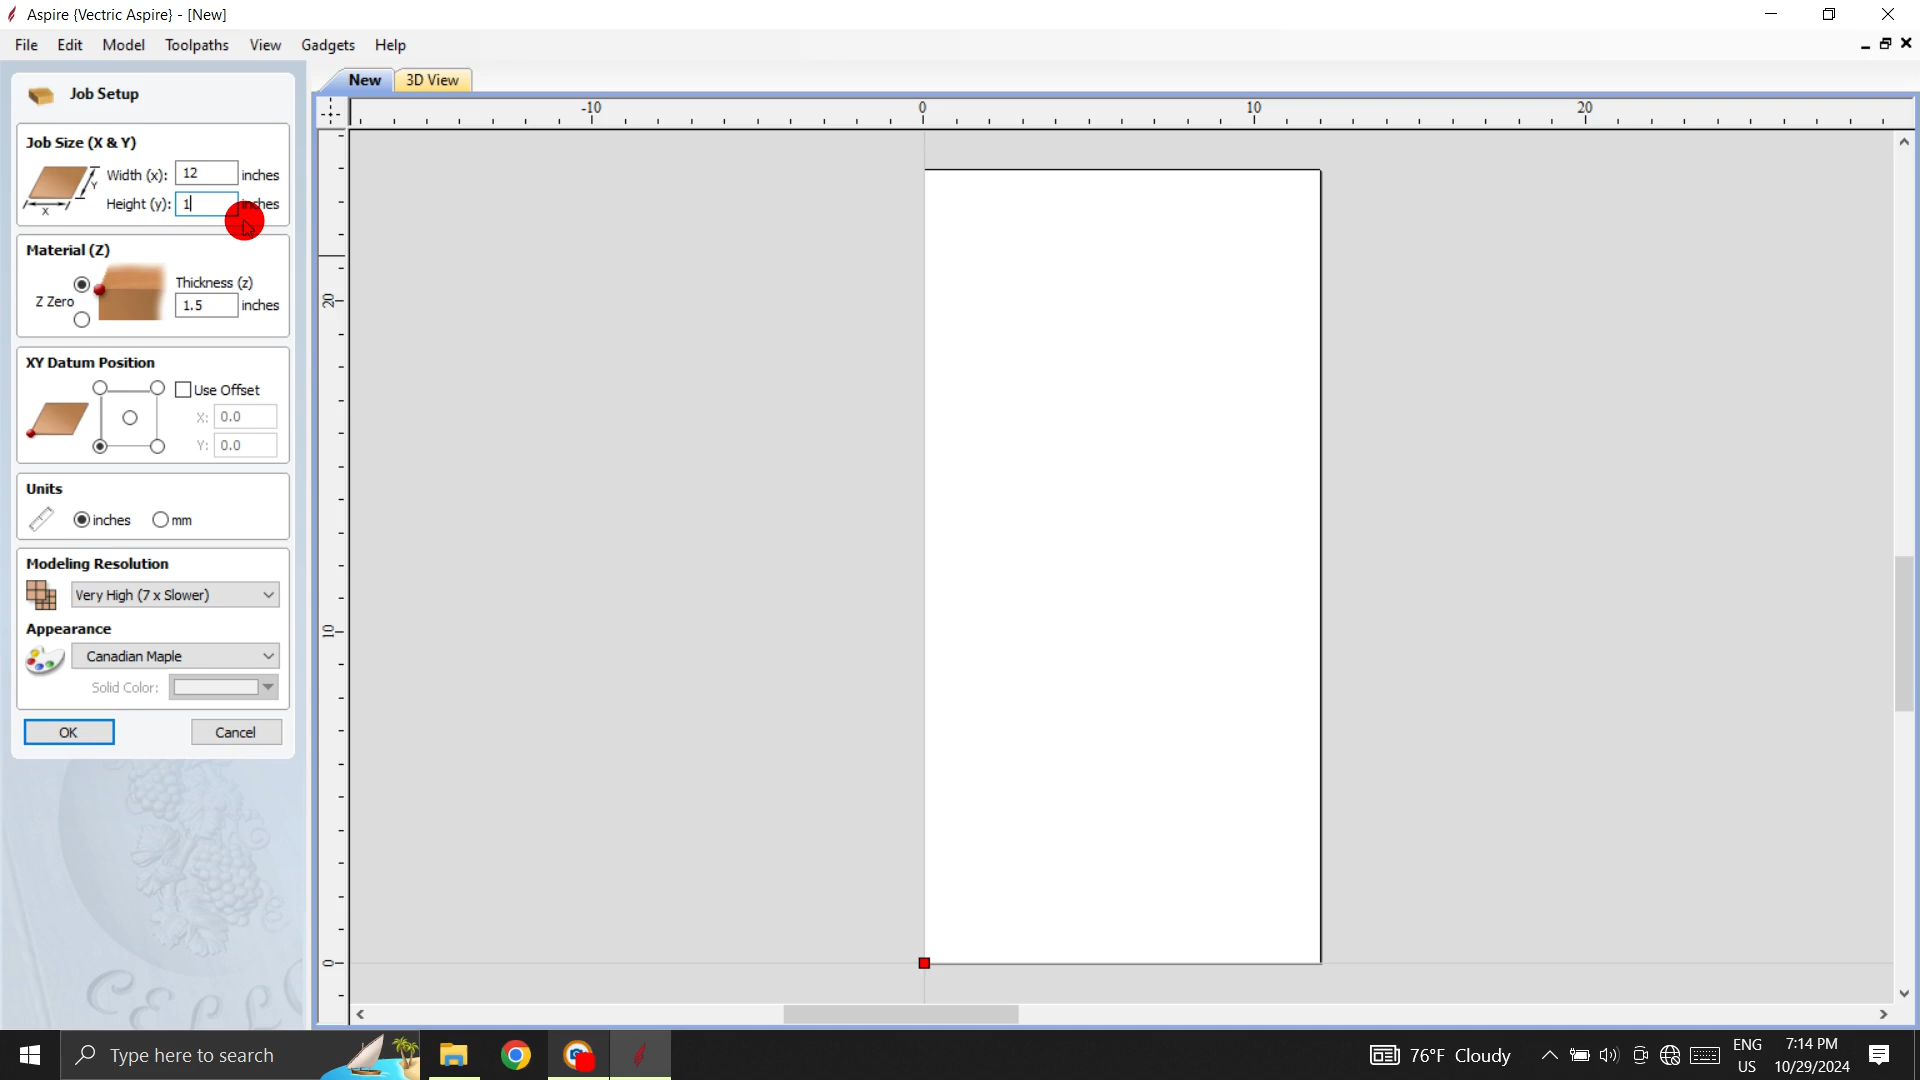 Aspire {Vectric Aspire} - [New]
File Edit Model Toolpaths View Gadgets Help
Job Setup
New 3D View
-10 0 10 20
Job Size (X & Y)
Width (x): 12 inches
Height (y): 1 inches
Y
X
Material (Z)
Thickness (z)
Z Zero
1.5 inches
XY Datum Position
Use Offset
X: 0.0
Y: 0.0
Units
inches mm
Modeling Resolution
Very High (7 x Slower)
Appearance
Canadian Maple
Solid Color:
OK Cancel
20
10
0
CELLO
Type here to search
76°F Cloudy
ENG
US
7:14 PM
10/29/2024